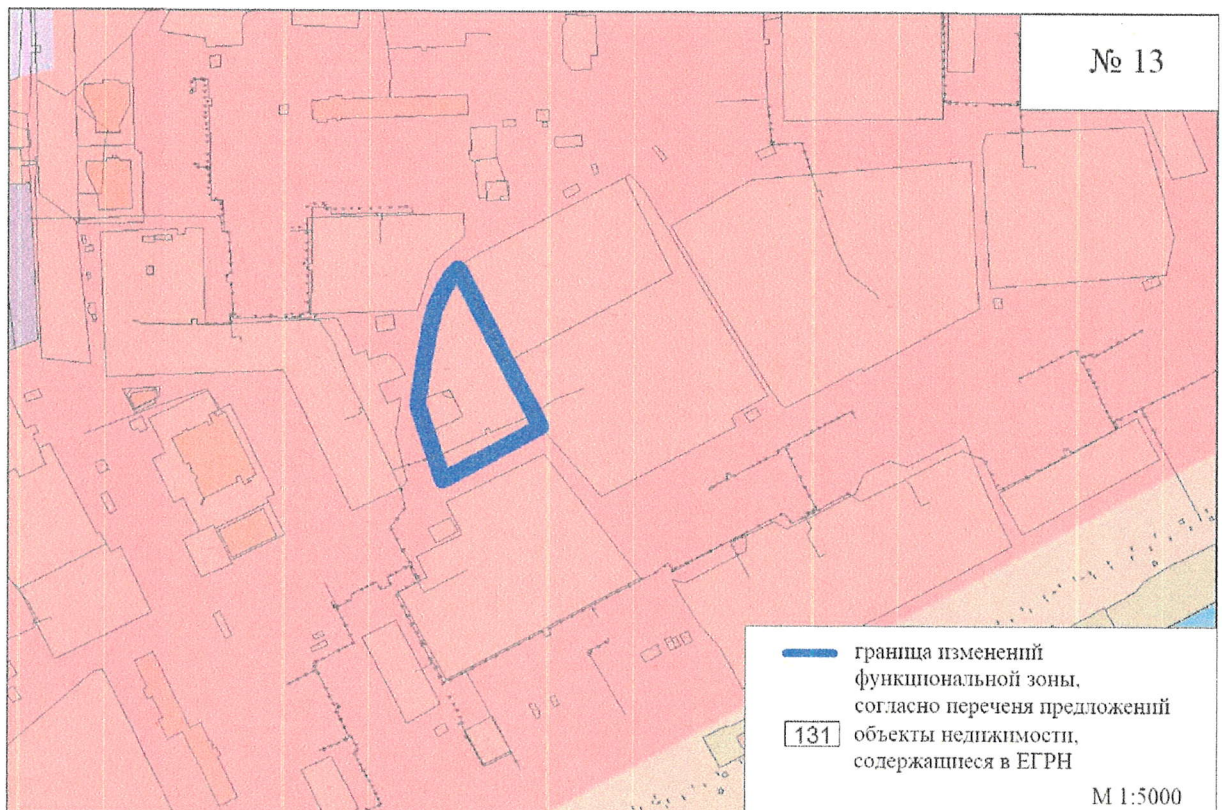 № 13
граница изменений
функциональной зоны,
согласно переченя предложений
131 объекты недвижимости,
содержащиеся в ЕГРН
М 1:5000